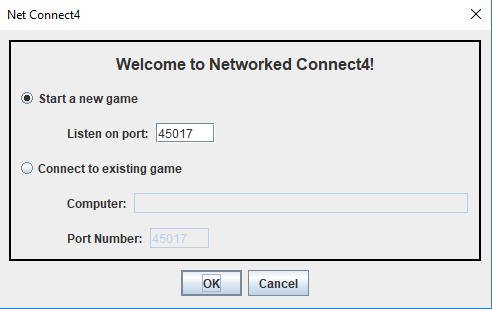 Net Connect4
Welcome to Networked Connect4!
Start a new game
Listen on port: 45017
Connect to existing game
Computer:
Port Number: 45017
OK Cancel